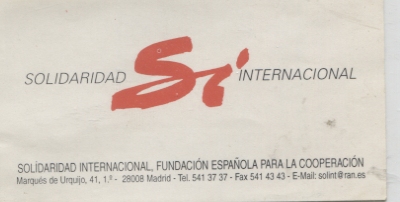 SOLIDARIDAD Sí INTERNACIONAL
SOLIDARIDAD INTERNACIONAL, FUNDACIÓN ESPAÑOLA PARA LA COOPERACIÓN
Marqués de Urquijo, 41, 1.º - 28008 Madrid - Tel. 541 37 37 - Fax 541 43 43 - E-Mail: solint@ran.es